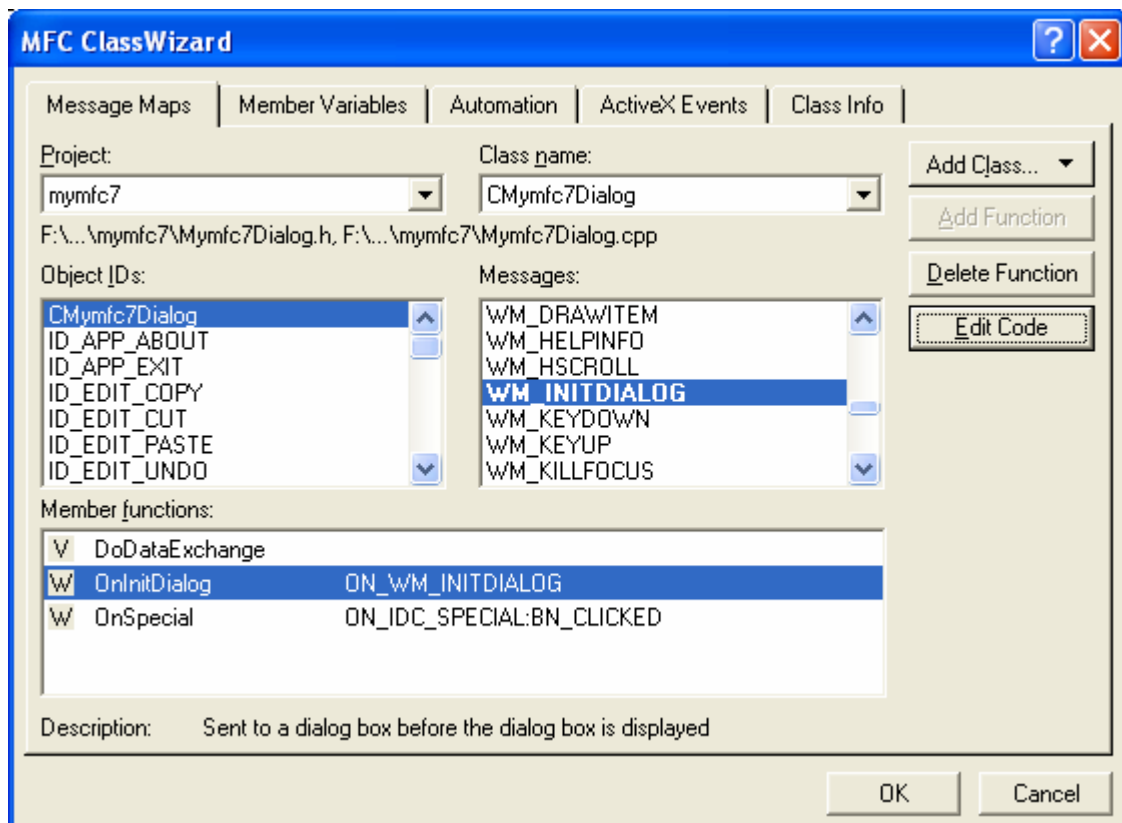 MFC ClassWizard
Message Maps Member Variables Automation ActiveX Events Class Info
Project: Class name:
Add Class...
mymfc7 CMymfc7Dialog
Add Function
F:\...\mymfc7\Mymfc7Dialog.h, F:\...\mymfc7\Mymfc7Dialog.cpp
Object IDs: Messages:
Delete Function
CMymfc7Dialog
ID_APP_ABOUT
ID_APP_EXIT
ID_EDIT_COPY
ID_EDIT_CUT
ID_EDIT_PASTE
ID_EDIT_UNDO
WM_DRAWITEM
WM_HELPINFO
WM_HSCROLL
WM_INITDIALOG
WM_KEYDOWN
WM_KEYUP
WM_KILLFOCUS
Edit Code
Member functions:
V DoDataExchange
W OnInitDialog ON_WM_INITDIALOG
W OnSpecial ON_IDC_SPECIAL:BN_CLICKED
Description: Sent to a dialog box before the dialog box is displayed
OK Cancel